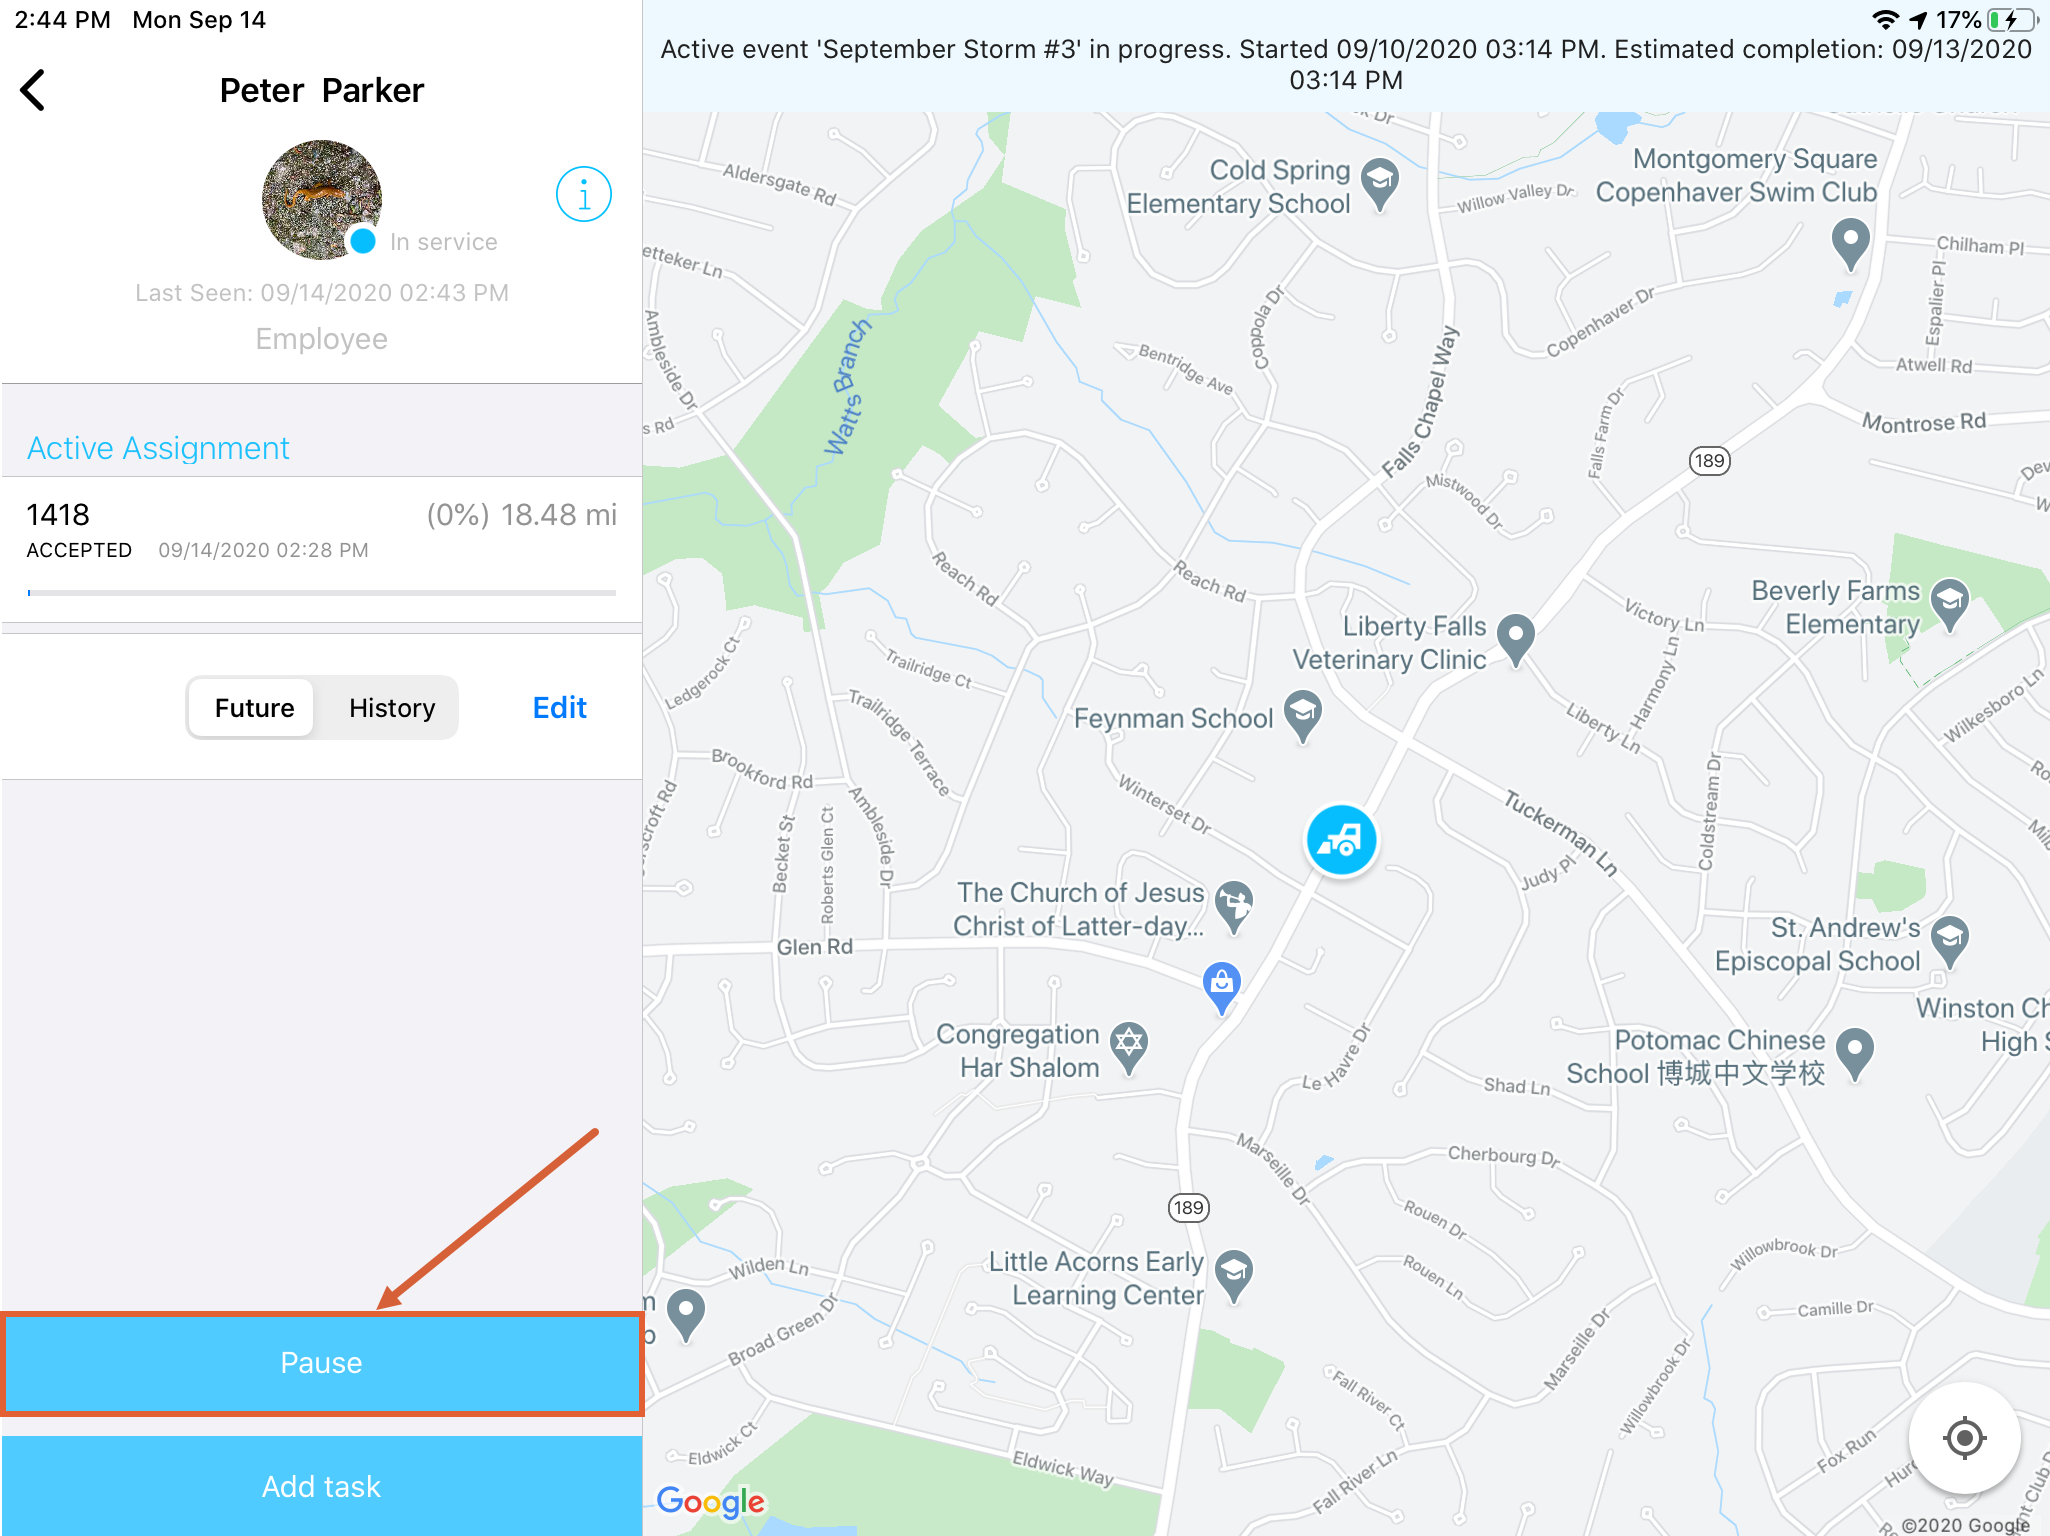 2:44 PM Mon Sep 14
17%
Peter Parker
In service
Last Seen: 09/14/2020 02:43 PM
Employee
Active Assignment
1418
(0%) 18.48 mi
ACCEPTED 09/14/2020 02:28 PM
Future
History
Edit
Pause
Add task
Active event 'September Storm #3' in progress. Started 09/10/2020 03:14 PM. Estimated completion: 09/13/2020
03:14 PM
Aldersgate Rd
Cold Spring
Elementary School
Willow Valley Dr
Montgomery Square
Copenhaver Swim Club
Chilham Pl
Espalier Pl
Atwell Rd
Montrose Rd
etteker Ln
Ambleside Dr
s Rd
Watts Branch
Coppola Dr
Bentridge Ave
Copenhaver Dr
Falls Chapel Way
Falls Farm Dr
189
Mistwood Dr
Reach Rd
Reach Rd
Beverly Farms
Elementary
Victory Ln
Harmony Ln
Liberty Falls
Veterinary Clinic
Liberty Ln
Wilkesboro Ln
Ledgerock Ct
Trailridge Ct
Trailridge Terrace
Feynman School
Brookford Rd
Winterset Dr
Coldstream Dr
Tuckerman Ln
Judy Pl
Becket St
Roberts Glen Ct
Ambleside Dr
rscroft Rd
The Church of Jesus
Christ of Latter-day...
Glen Rd
St. Andrew's
Episcopal School
Winston Ch
High S
Congregation
Har Shalom
Le Havre Dr
Potomac Chinese
School 博城中文学校
Shad Ln
Marseille Dr
Cherbourg Dr
189
Rouen Dr
Rouen Ln
Willowbrook Dr
Wilden Ln
Little Acorns Early
Learning Center
Broad Green Dr
Marseille Dr
Camille Dr
Willowbrook Dr
Fall River Ct
Eldwick Ct
Eldwick Way
Fall River Ln
Fox Run
Google
©2020 Google